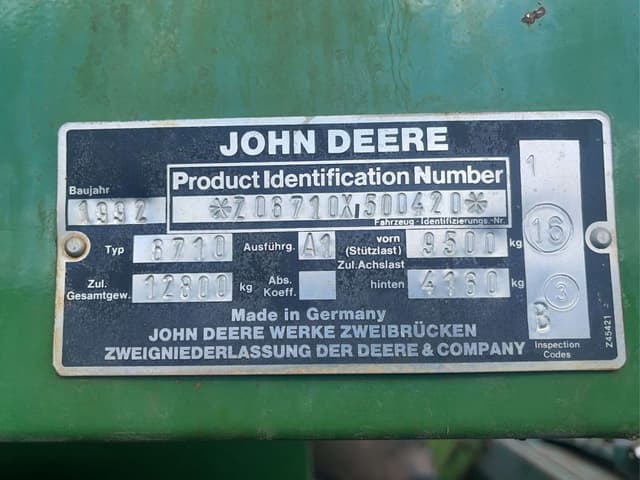 JOHN DEERE
Product Identification Number
Baujahr
1992
*Z06710X500420*
Fahrzeug-Identifizierungs.-Nr.
Typ 6710 Ausführg. A1 vorn (Stützlast) 9500 kg
Zul. Achslast
Zul. Gesamtgew. 12800 kg Abs. Koeff. hinten 4160 kg
Made in Germany
JOHN DEERE WERKE ZWEIBRÜCKEN
ZWEIGNIEDERLASSUNG DER DEERE & COMPANY
1
16
3
B
Inspection
Codes
Z45421